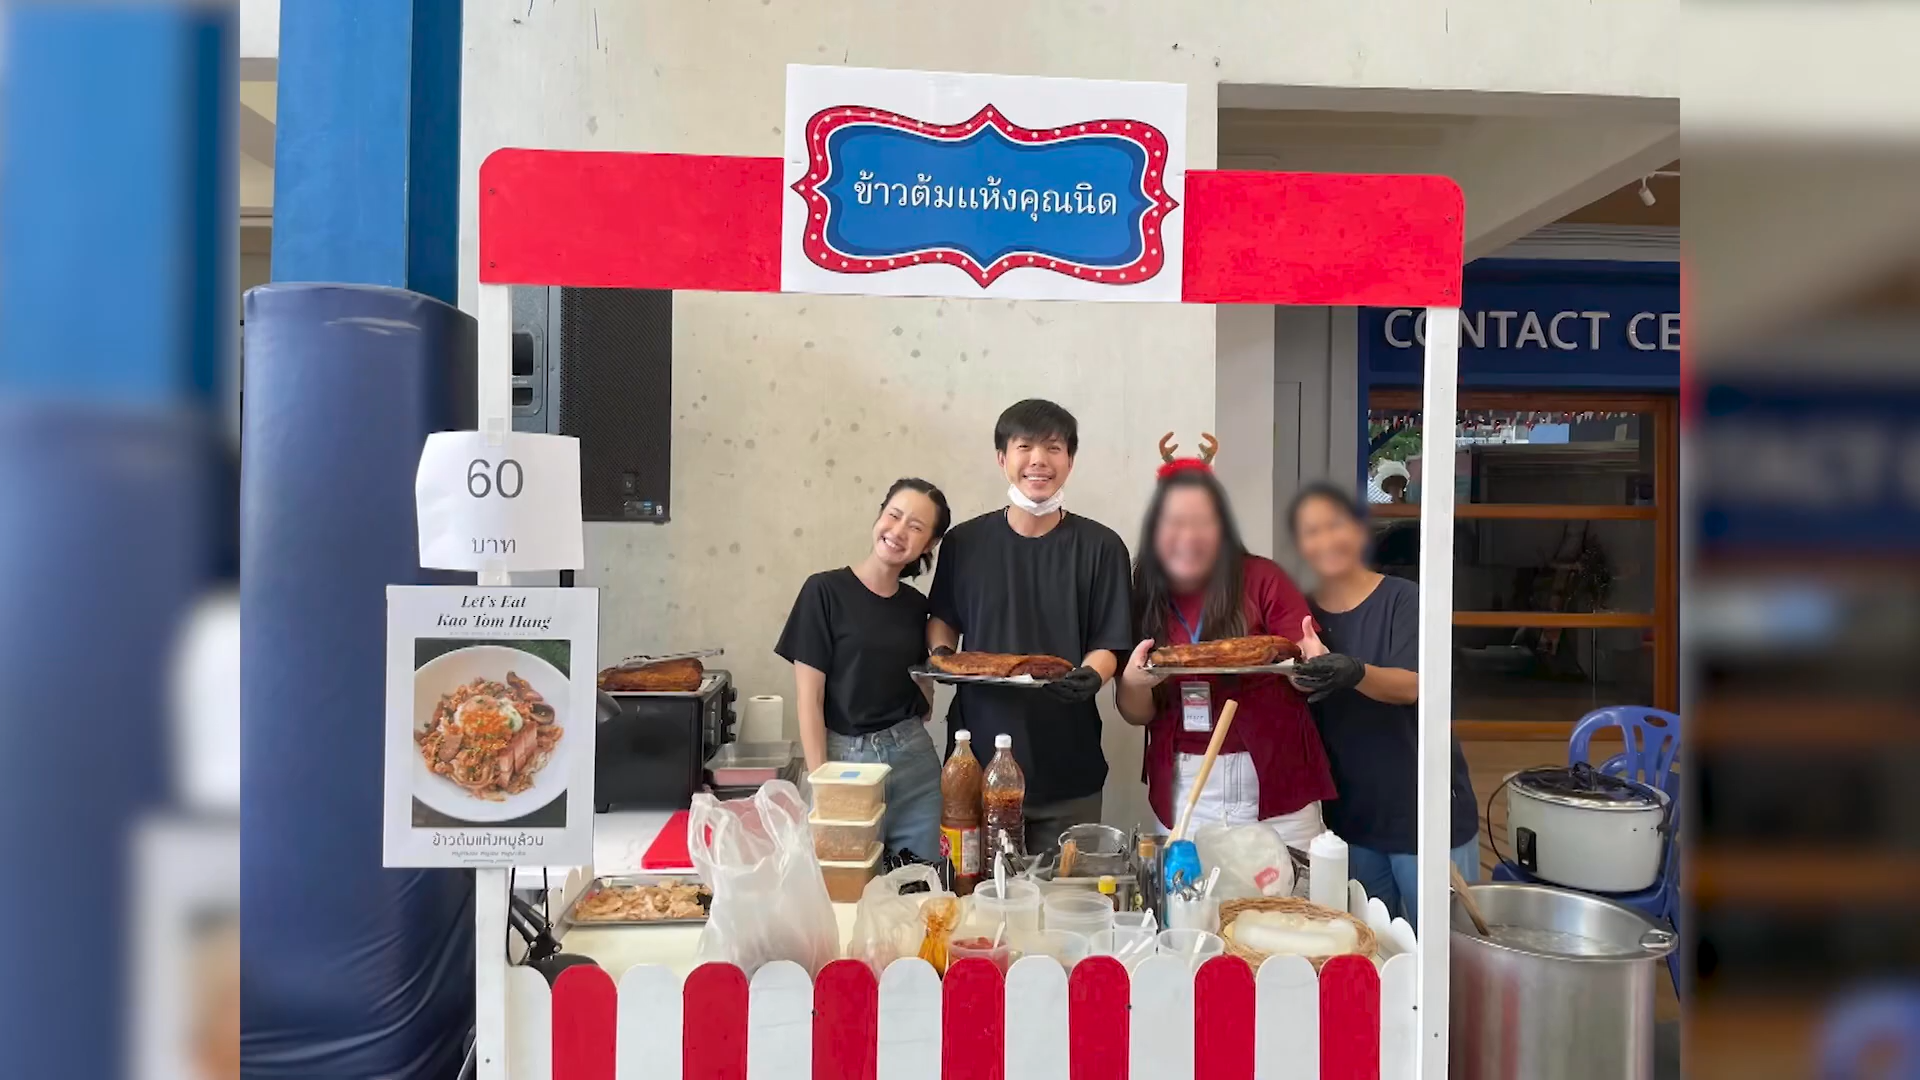 ข้าวต้มแห้งคุณนิด
CONTACT CE
60
บาท
Let's Eat
Kao Tom Hang
ข้าวต้มแห้งหมูล้วน